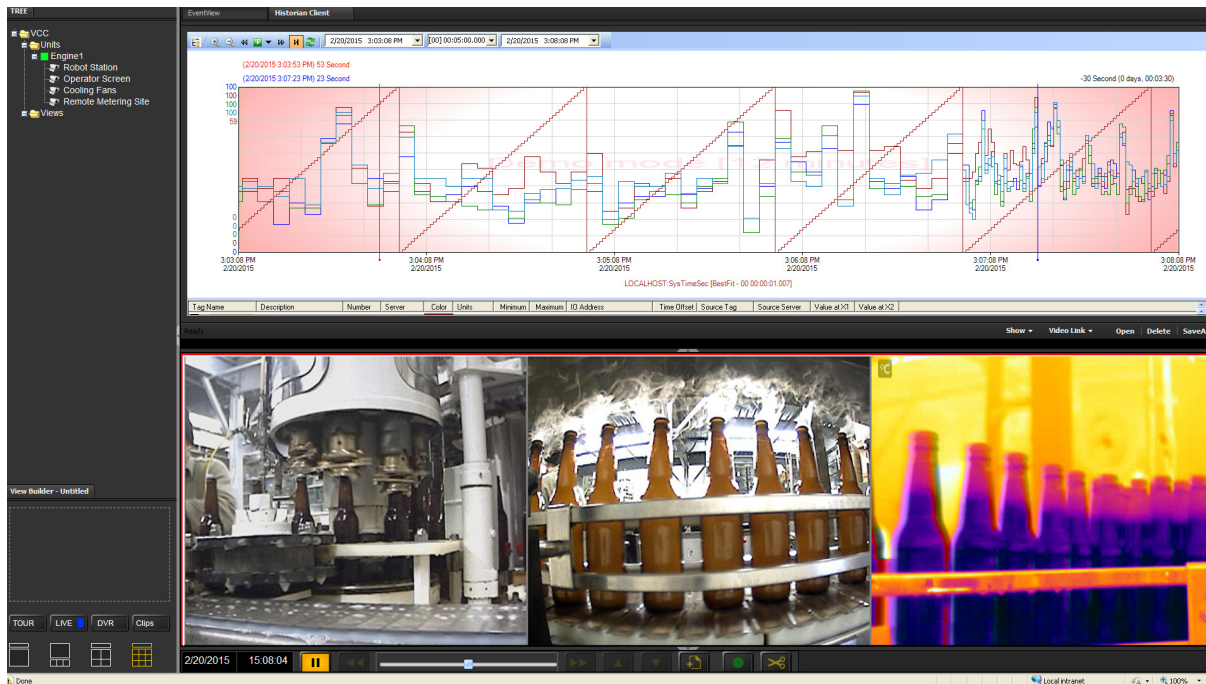 TREE
VCC
Units
Engine1
Robot Station
Operator Screen
Cooling Fans
Remote Metering Site
Views
EventView
Historian Client
2/20/2015 3:03:08 PM
[00] 00:05:00.000
2/20/2015 3:08:08 PM
(2/20/2015 3:03:53 PM) 53 Second
(2/20/2015 3:07:23 PM) 23 Second
-30 Second (0 days, 00:03:30)
100
100
100
100
59
Demo mode [12 minutes]
0
0
0
0
0
3:03:08 PM 3:04:08 PM 3:05:08 PM 3:06:08 PM 3:07:08 PM 3:08:08 PM
2/20/2015 2/20/2015 2/20/2015 2/20/2015 2/20/2015 2/20/2015
LOCALHOST:SysTimeSec [BestFit - 00 00:00:01.007]
Tag Name Description Number Server Color Units Minimum Maximum IO Address Time Offset Source Tag Source Server Value at X1 Value at X2
Ready
Show Video Link Open Delete SaveA
°C
View Builder - Untitled
TOUR LIVE DVR Clips
2/20/2015 15:08:04
Done
Local intranet
100%